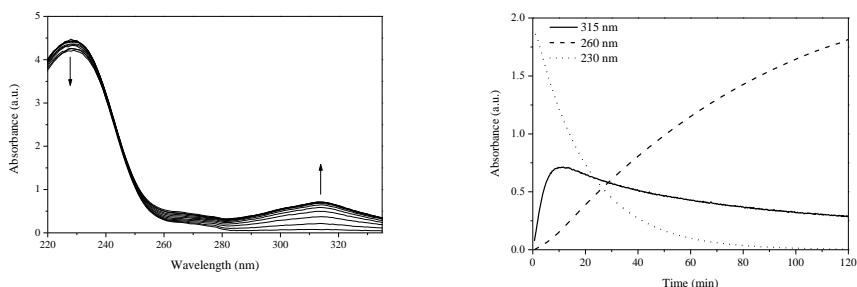 5
4
3
2
1
0
220 240 260 280 300 320
Wavelength (nm)
Absorbance (a.u.)
2.0
1.5
1.0
0.5
0.0
0 20 40 60 80 100 120
Time (min)
Absorbance (a.u.)
315 nm
260 nm
230 nm